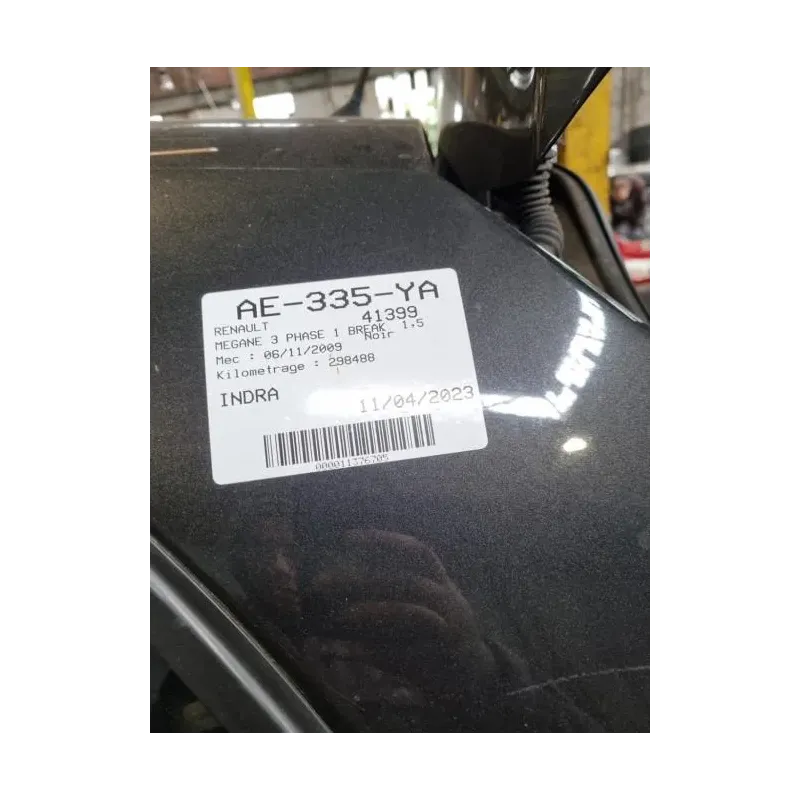 AE-335-YA
RENAULT 41399
MEGANE 3 PHASE 1 BREAK 1,5
Mec : 06/11/2009 Noir
Kilometrage : 298488
INDRA 11/04/2023
000011376705